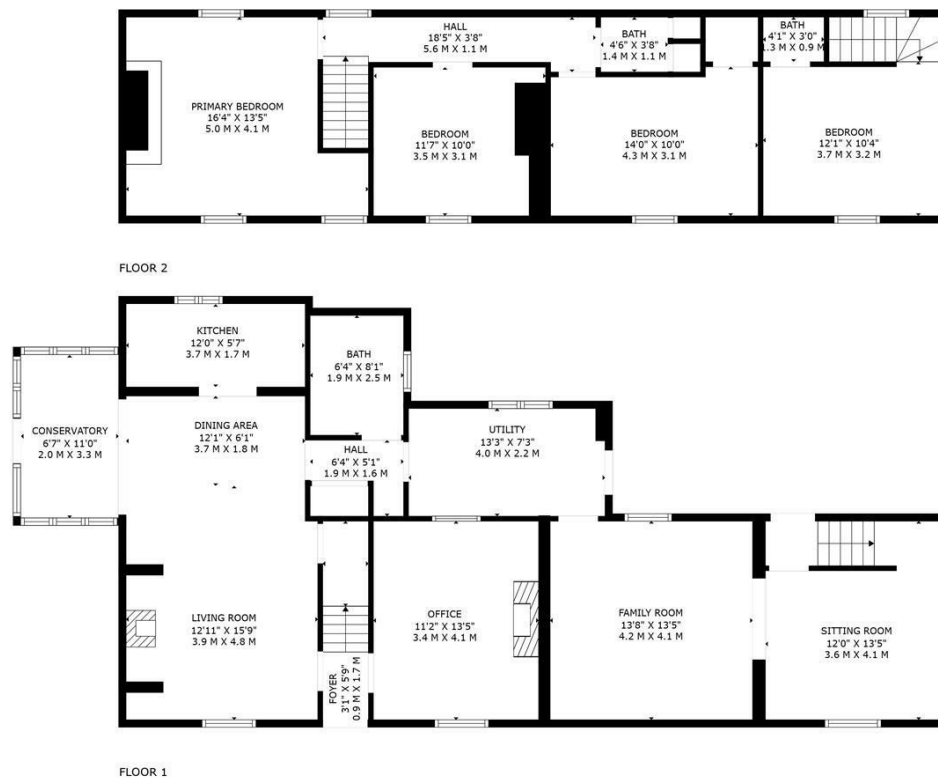 HALL
18'5" X 3'8"
5.6 M X 1.1 M
BATH
4'6" X 3'8"
1.4 M X 1.1 M
BATH
4'1" X 3'0"
1.3 M X 0.9 M
PRIMARY BEDROOM
16'4" X 13'5"
5.0 M X 4.1 M
BEDROOM
11'7" X 10'0"
3.5 M X 3.1 M
BEDROOM
14'0" X 10'0"
4.3 M X 3.1 M
BEDROOM
12'1" X 10'4"
3.7 M X 3.2 M
FLOOR 2
KITCHEN
12'0" X 5'7"
3.7 M X 1.7 M
BATH
6'4" X 8'1"
1.9 M X 2.5 M
CONSERVATORY
6'7" X 11'0"
2.0 M X 3.3 M
DINING AREA
12'1" X 6'1"
3.7 M X 1.8 M
HALL
6'4" X 5'1"
1.9 M X 1.6 M
UTILITY
13'3" X 7'3"
4.0 M X 2.2 M
LIVING ROOM
12'11" X 15'9"
3.9 M X 4.8 M
FOYER
3'1" X 5'9"
0.9 M X 1.7 M
OFFICE
11'2" X 13'5"
3.4 M X 4.1 M
FAMILY ROOM
13'8" X 13'5"
4.2 M X 4.1 M
SITTING ROOM
12'0" X 13'5"
3.6 M X 4.1 M
FLOOR 1